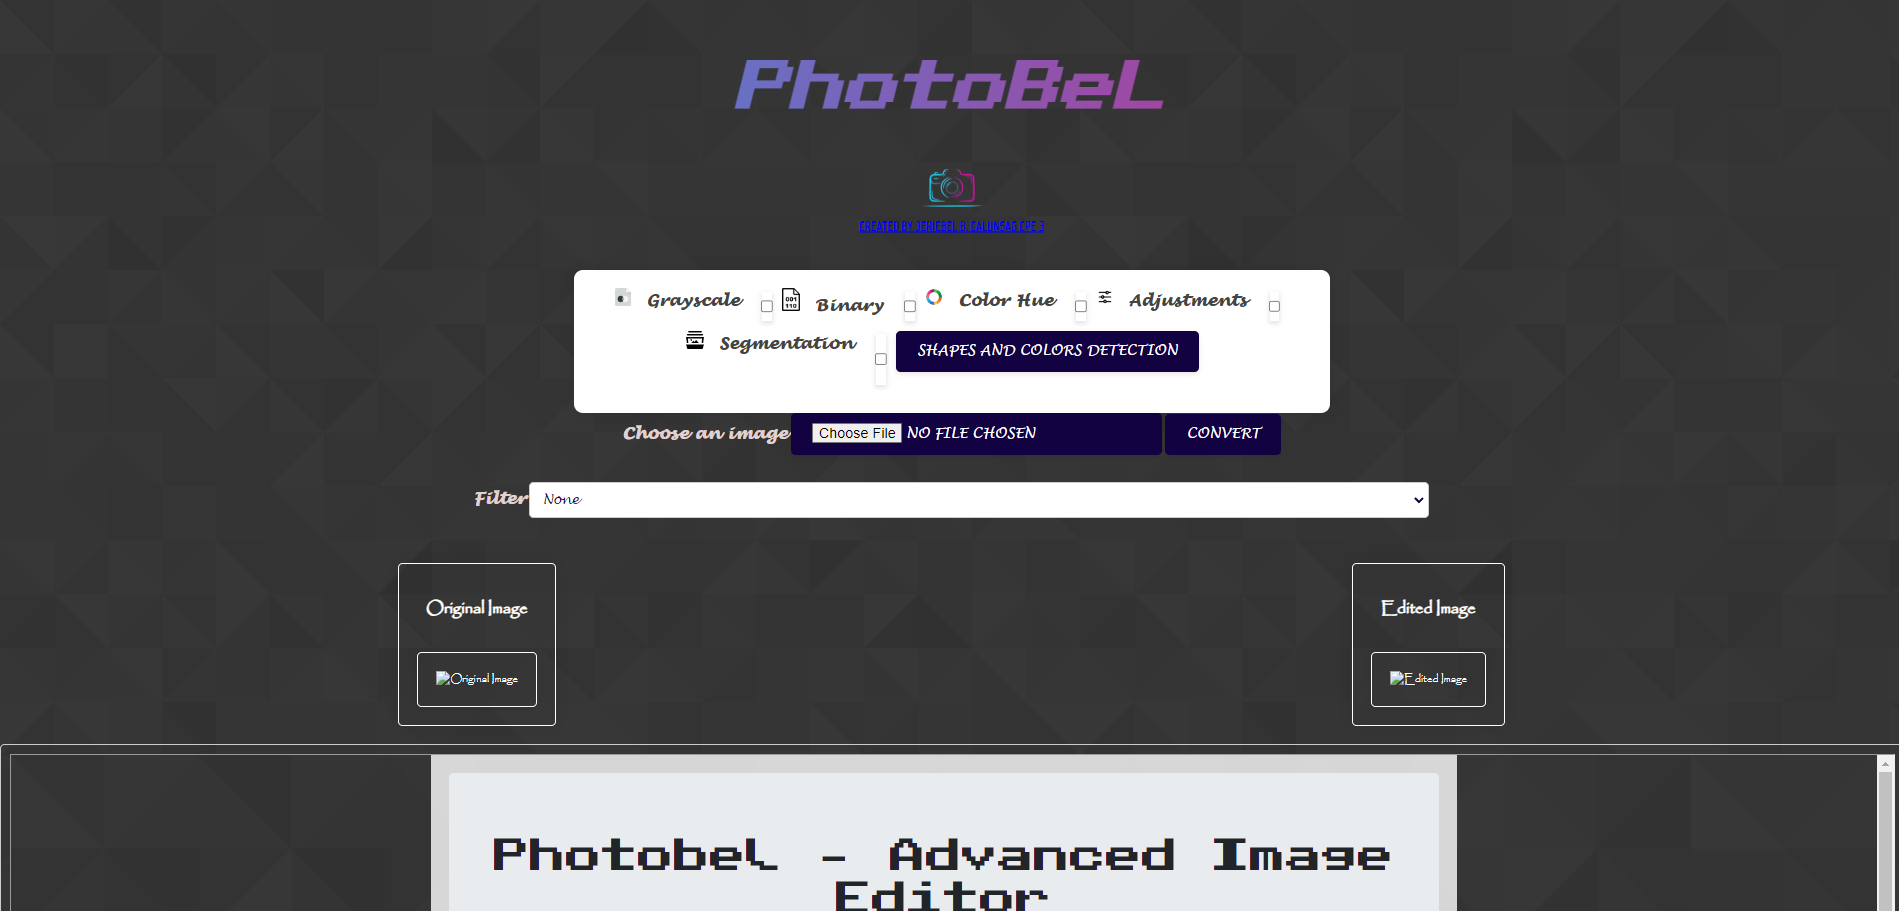 PhotoBeL
CREATED BY JERIEBEL B. CALUNSAG CPE 3
Grayscale Binary Color Hue Adjustments
Segmentation SHAPES AND COLORS DETECTION
Choose an image Choose File NO FILE CHOSEN CONVERT
Filter None
Original Image Edited Image
Original Image Edited Image
Photobel - Advanced Image
Editor